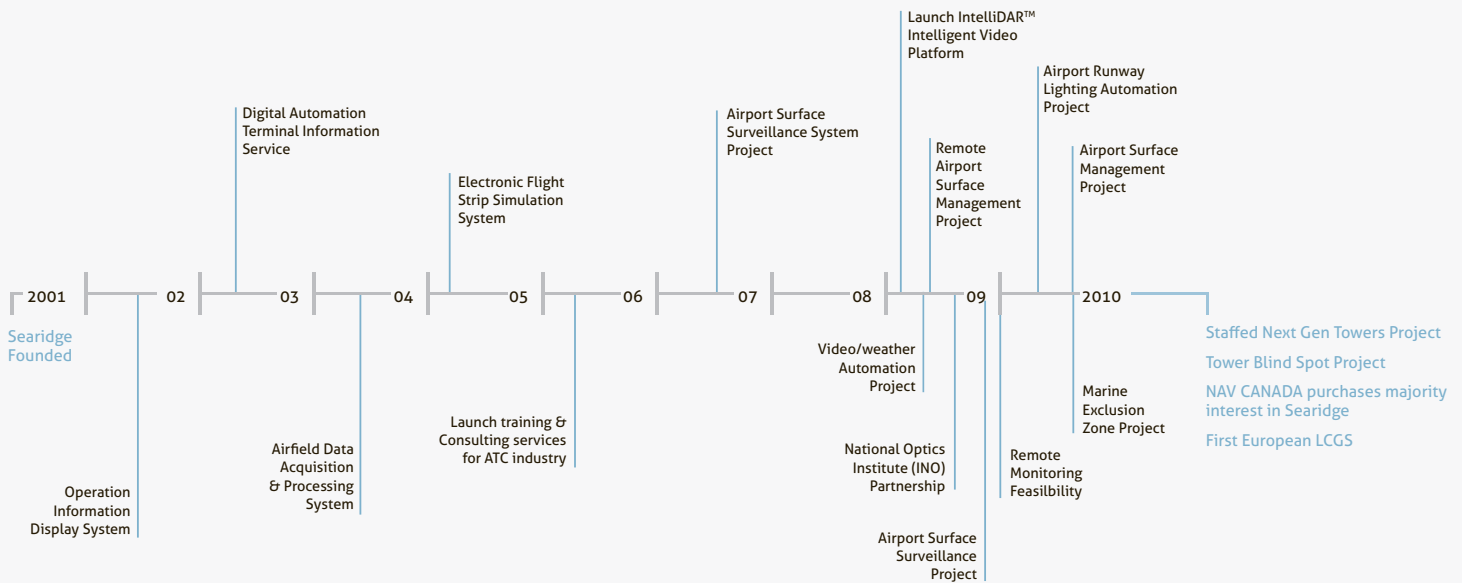 Launch IntelliDAR™
Intelligent Video
Platform
Airport Runway
Lighting Automation
Project
Digital Automation
Terminal Information
Service
Airport Surface
Surveillance System
Project
Remote
Airport
Surface
Management
Project
Airport Surface
Management
Project
Electronic Flight
Strip Simulation
System
2001 02 03 04 05 06 07 08 09 2010
Searidge
Founded
Staffed Next Gen Towers Project
Tower Blind Spot Project
NAV CANADA purchases majority
interest in Searidge
First European LCGS
Video/weather
Automation
Project
Marine
Exclusion
Zone Project
Launch training &
Consulting services
for ATC industry
Airfield Data
Acquisition
& Processing
System
National Optics
Institute (INO)
Partnership
Remote
Monitoring
Feasilbility
Operation
Information
Display System
Airport Surface
Surveillance
Project